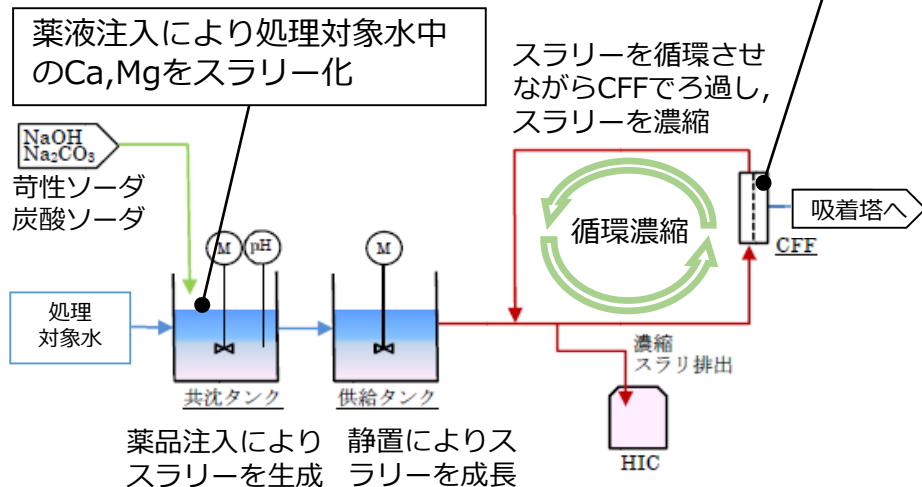 薬液注入により処理対象水中
のCa,Mgをスラリー化
スラリーを循環させ
ながらCFFでろ過し,
スラリーを濃縮
NaOH
Na₂CO₃
苛性ソーダ
炭酸ソーダ
循環濃縮
吸着塔へ
CFF
M
pH
M
処理
対象水
濃縮
スラリ排出
共沈タンク
供給タンク
HIC
薬品注入により
スラリーを生成
静置によりス
ラリーを成長